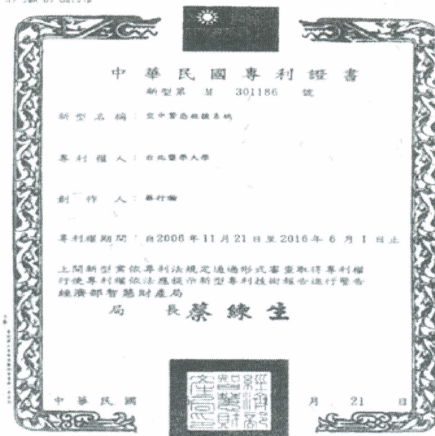 中華民國專利證書
新型第 M 301186 號
新型名稱：空中緊急救護系統
專利權人：台北醫學大學
創作人：蔡行瀚
專利權期間：自2006年11月21日至2016年6月1日止
上開新型業依專利法規定通過形式審查取得專利權
行使專利權依法應提示新型專利技術報告進行警告
經濟部智慧財產局
局長 蔡練生
中華民國 月 21 日